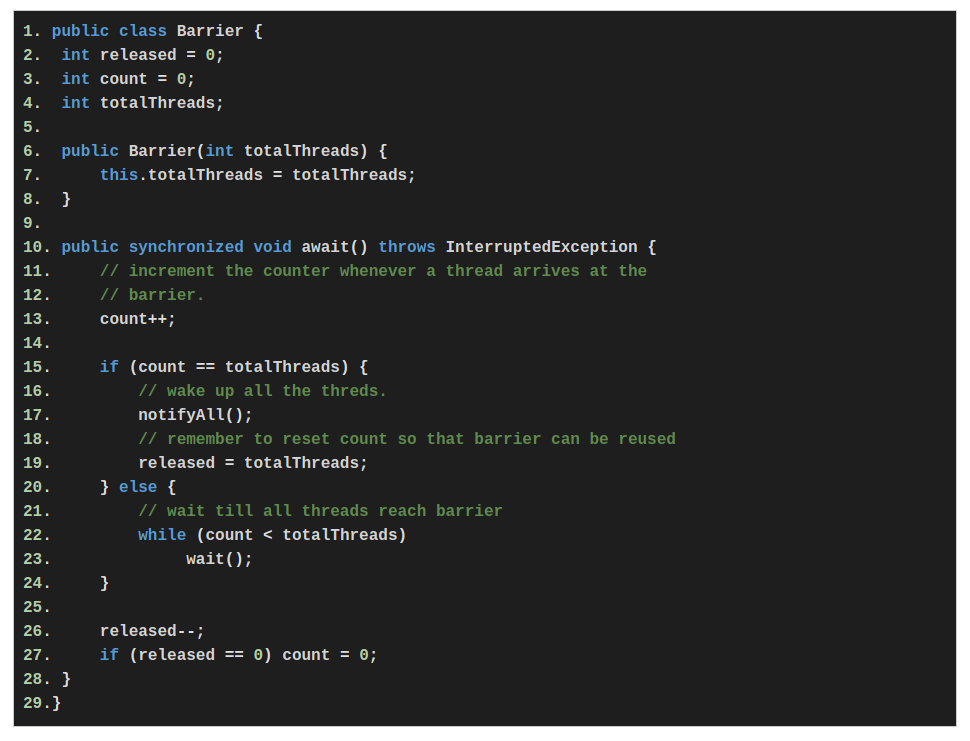 1. public class Barrier {
2.  int released = 0;
3.  int count = 0;
4.  int totalThreads;
5.
6.  public Barrier(int totalThreads) {
7.      this.totalThreads = totalThreads;
8.  }
9.
10. public synchronized void await() throws InterruptedException {
11.     // increment the counter whenever a thread arrives at the
12.     // barrier.
13.     count++;
14.
15.     if (count == totalThreads) {
16.         // wake up all the threds.
17.         notifyAll();
18.         // remember to reset count so that barrier can be reused
19.         released = totalThreads;
20.     } else {
21.         // wait till all threads reach barrier
22.         while (count < totalThreads)
23.              wait();
24.     }
25.
26.     released--;
27.     if (released == 0) count = 0;
28. }
29.}